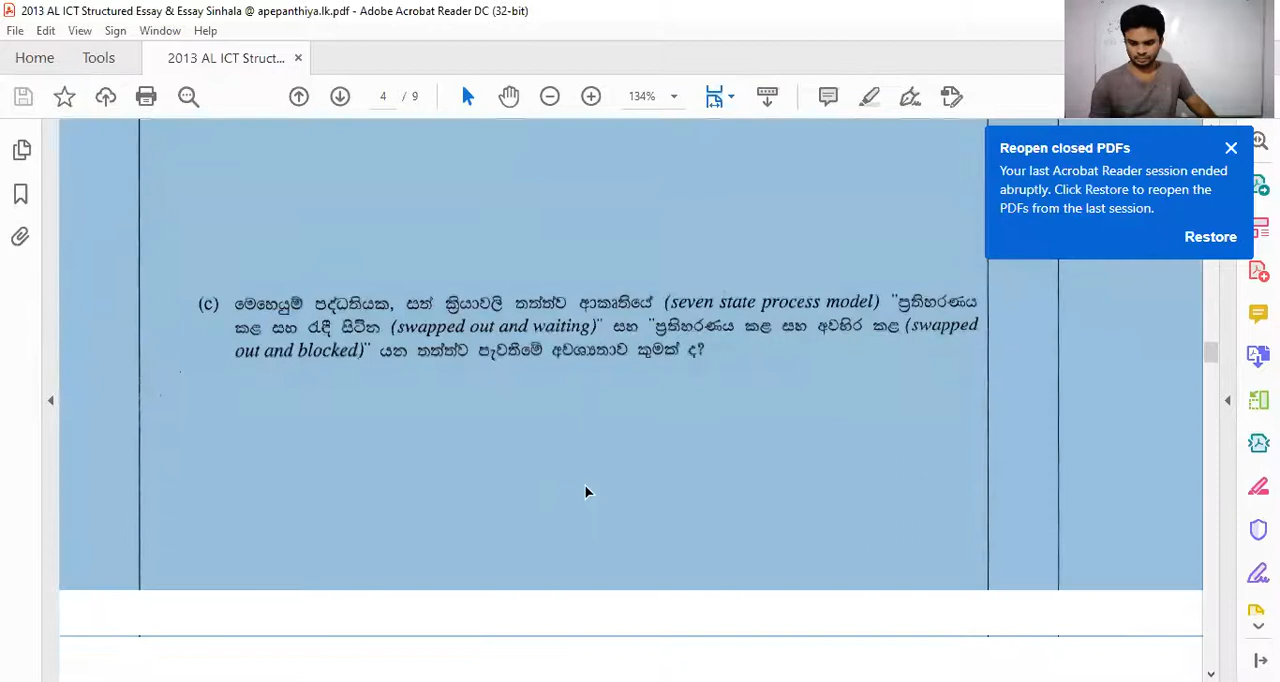 2013 AL ICT Structured Essay & Essay Sinhala @ apepanthiya.lk.pdf - Adobe Acrobat Reader DC (32-bit)
File Edit View Sign Window Help
Home Tools 2013 AL ICT Struct... ×
4 / 9 134%
Reopen closed PDFs
Your last Acrobat Reader session ended
abruptly. Click Restore to reopen the
PDFs from the last session.
Restore
(c) මෙහෙයුම් පද්ධතියක, සත් ක්‍රියාවලි තත්ත්ව ආකෘතියේ (seven state process model) "ප්‍රතිහරණය
කළ සහ රැඳී සිටින (swapped out and waiting)" සහ "ප්‍රතිහරණය කළ සහ අවහිර කළ (swapped
out and blocked)" යන තත්ත්ව පැවතීමේ අවශ්‍යතාව කුමක් ද?